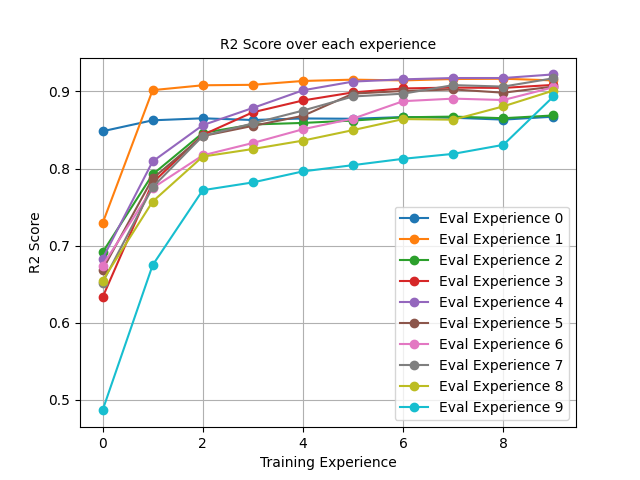 R2 Score over each experience
R2 Score
0.9
0.8
0.7
0.6
0.5
0 2 4 6 8
Training Experience
Eval Experience 0
Eval Experience 1
Eval Experience 2
Eval Experience 3
Eval Experience 4
Eval Experience 5
Eval Experience 6
Eval Experience 7
Eval Experience 8
Eval Experience 9